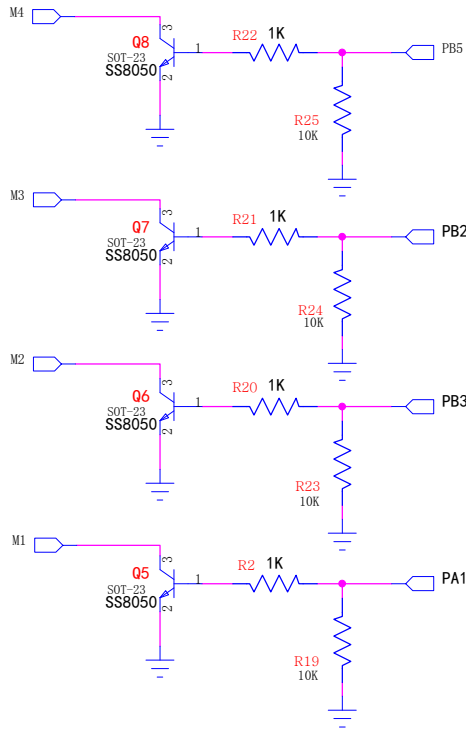 M4
3
Q8
SOT-23
SS8050
2
1
R22
1K
PB5
R25
10K
M3
3
Q7
SOT-23
SS8050
2
1
R21
1K
PB2
R24
10K
M2
3
Q6
SOT-23
SS8050
2
1
R20
1K
PB3
R23
10K
M1
3
Q5
SOT-23
SS8050
2
1
R2
1K
PA1
R19
10K